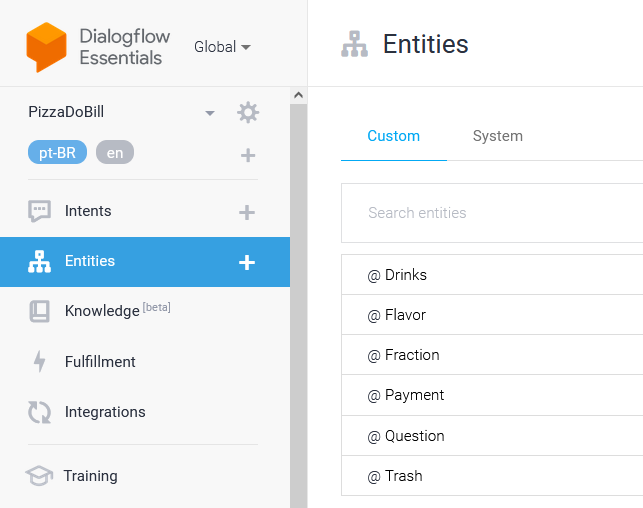 Dialogflow
Essentials
Global
Entities
PizzaDoBill
pt-BR en
Intents
Entities
Knowledge [beta]
Fulfillment
Integrations
Training
Custom System
Search entities
@ Drinks
@ Flavor
@ Fraction
@ Payment
@ Question
@ Trash